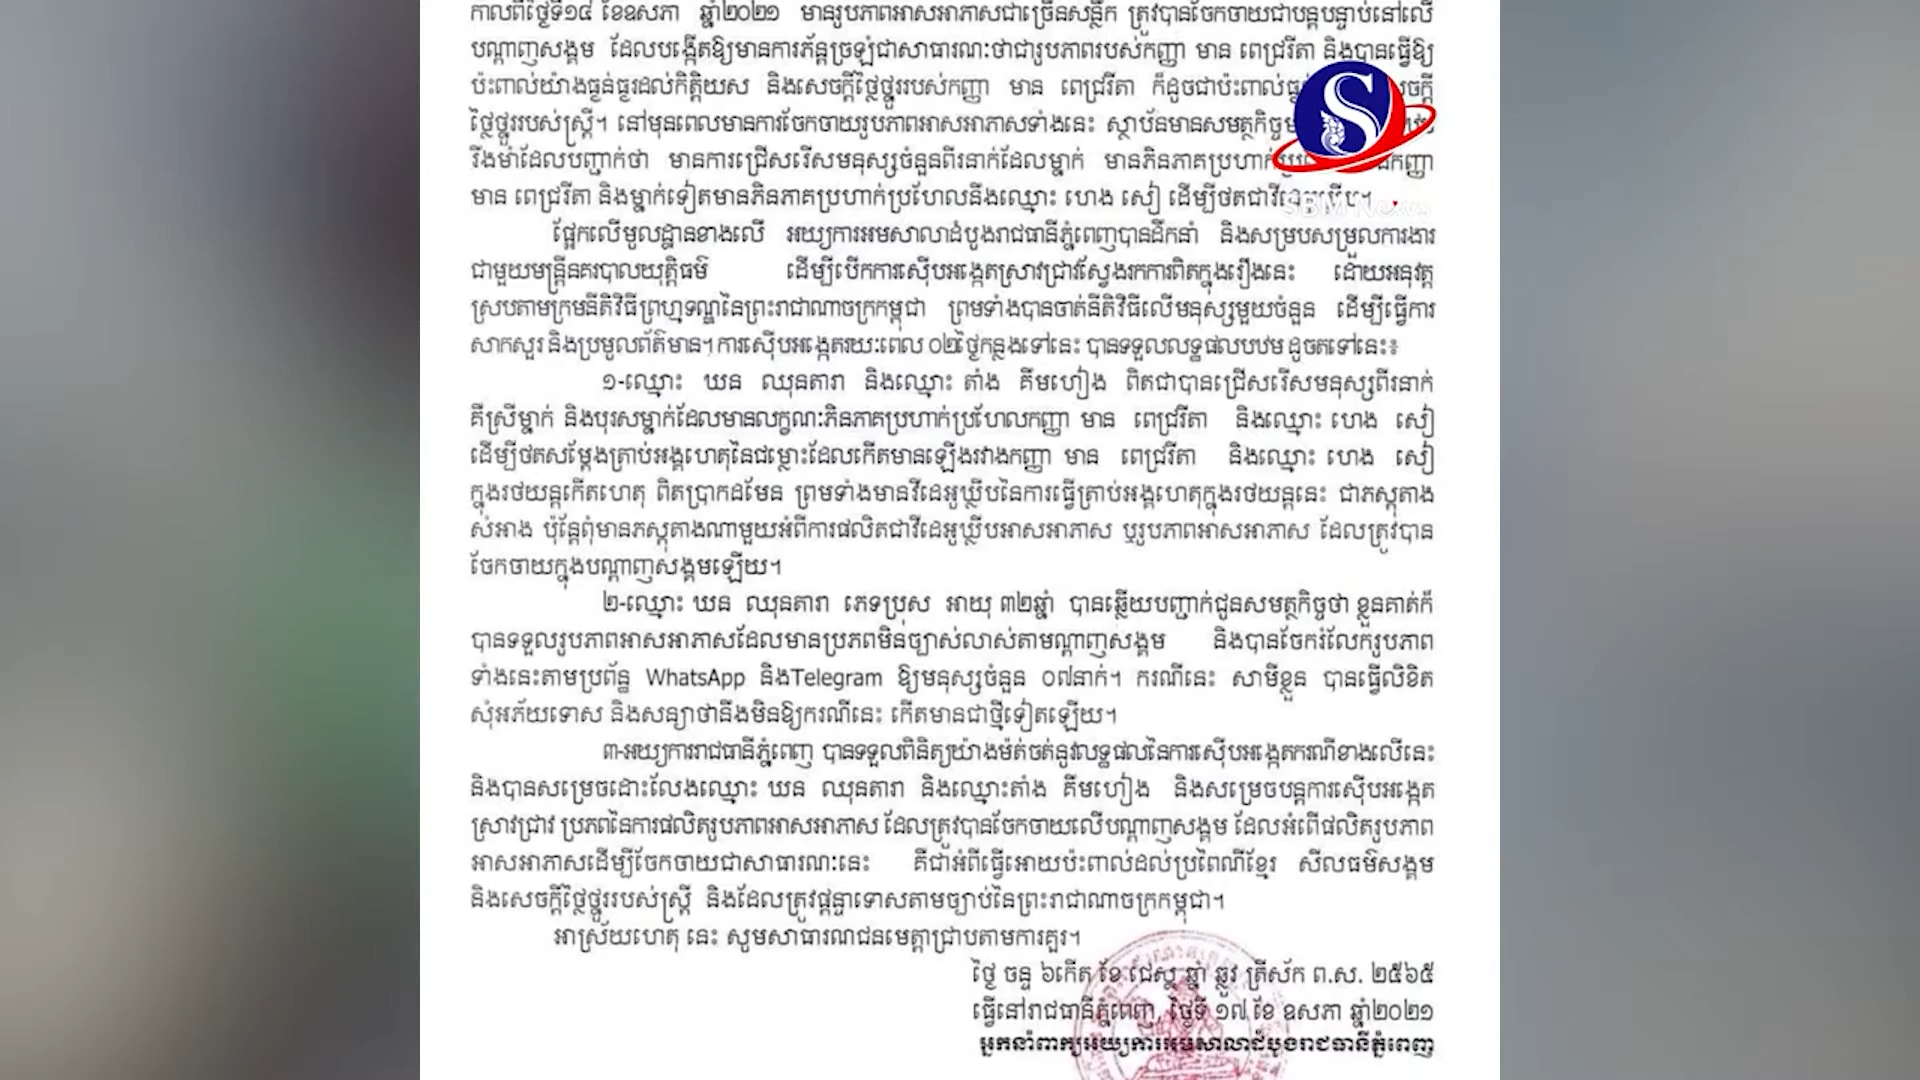 កាលពីថ្ងៃទី១៤ ខែឧសភា ឆ្នាំ២០២១ មានរូបភាពអាសអាភាសជាច្រើនសន្លឹក ត្រូវបានចែកចាយជាបន្តបន្ទាប់នៅលើ
បណ្តាញសង្គម ដែលបង្កើតឱ្យមានការភ័ន្តច្រឡំជាសាធារណៈថាជារូបភាពរបស់កញ្ញា មាន ពេជ្ររីតា និងបានធ្វើឱ្យ
ប៉ះពាល់យ៉ាងធ្ងន់ធ្ងរដល់កិត្តិយស និងសេចក្តីថ្លៃថ្នូររបស់កញ្ញា មាន ពេជ្ររីតា ក៏ដូចជាប៉ះពាល់
ថ្លៃថ្នូររបស់ស្ត្រី។ នៅមុនពេលមានការចែកចាយរូបភាពអាសអាភាសទាំងនេះ ស្ថាប័នមានសមត្ថកិច្ច
រឹងមាំដែលបញ្ជាក់ថា មានការជ្រើសរើសមនុស្សចំនួនពីរនាក់ដែលម្នាក់ មានភិនភាគប្រហាក់ កញ្ញា
មាន ពេជ្ររីតា និងម្នាក់ទៀតមានភិនភាគប្រហាក់ប្រហែលនឹងឈ្មោះ ហេង សៀ ដើម្បីថតជាវីដេអូឃ្លីប។
SBM News
ផ្អែកលើមូលដ្ឋានខាងលើ អយ្យការអមសាលាដំបូងរាជធានីភ្នំពេញបានដឹកនាំ និងសម្របសម្រួលការងារ
ជាមួយមន្ត្រីនគរបាលយុត្តិធម៌ ដើម្បីបើកការស៊ើបអង្កេតស្រាវជ្រាវស្វែងរកការពិតក្នុងរឿងនេះ ដោយអនុវត្ត
ស្របតាមក្រមនីតិវិធីព្រហ្មទណ្ឌនៃព្រះរាជាណាចក្រកម្ពុជា ព្រមទាំងបានចាត់នីតិវិធីលើមនុស្សមួយចំនួន ដើម្បីធ្វើការ
សាកសួរ និងប្រមូលព័ត៌មាន។ ការស៊ើបអង្កេតរយៈពេល ០២ថ្ងៃកន្លងទៅនេះ បានទទួលលទ្ធផលបឋម ដូចតទៅនេះ៖
១-ឈ្មោះ ឃន ឈុនតារា និងឈ្មោះ តាំង គីមហៀង ពិតជាបានជ្រើសរើសមនុស្សពីរនាក់
គឺស្រីម្នាក់ និងបុរសម្នាក់ដែលមានលក្ខណៈភិនភាគប្រហាក់ប្រហែលកញ្ញា មាន ពេជ្ររីតា និងឈ្មោះ ហេង សៀ
ដើម្បីថតសម្តែងត្រាប់អង្គហេតុនៃជម្លោះដែលកើតមានឡើងរវាងកញ្ញា មាន ពេជ្ររីតា និងឈ្មោះ ហេង សៀ
ក្នុងរថយន្តកើតហេតុ ពិតប្រាកដមែន ព្រមទាំងមានវីដេអូឃ្លីបនៃការធ្វើត្រាប់អង្គហេតុក្នុងរថយន្តនេះ ជាភស្តុតាង
សំអាង ប៉ុន្តែពុំមានភស្តុតាងណាមួយអំពីការផលិតជាវីដេអូឃ្លីបអាសអាភាស ឬរូបភាពអាសអាភាស ដែលត្រូវបាន
ចែកចាយក្នុងបណ្តាញសង្គមឡើយ។
២-ឈ្មោះ ឃន ឈុនតារា ភេទប្រុស អាយុ ៣២ឆ្នាំ បានឆ្លើយបញ្ជាក់ជូនសមត្ថកិច្ចថា ខ្លួនគាត់ក៏
បានទទួលរូបភាពអាសអាភាសដែលមានប្រភពមិនច្បាស់លាស់តាមបណ្តាញសង្គម និងបានចែករំលែករូបភាព
ទាំងនេះតាមប្រព័ន្ធ WhatsApp និងTelegram ឱ្យមនុស្សចំនួន ០៧នាក់។ ករណីនេះ សាមីខ្លួន បានធ្វើលិខិត
សុំអភ័យទោស និងសន្យាថានឹងមិនឱ្យករណីនេះ កើតមានជាថ្មីទៀតឡើយ។
៣-អយ្យការរាជធានីភ្នំពេញ បានទទួលពិនិត្យយ៉ាងម៉ត់ចត់នូវលទ្ធផលនៃការស៊ើបអង្កេតករណីខាងលើនេះ
និងបានសម្រេចដោះលែងឈ្មោះ ឃន ឈុនតារា និងឈ្មោះតាំង គីមហៀង និងសម្រេចបន្តការស៊ើបអង្កេត
ស្រាវជ្រាវ ប្រភពនៃការផលិតរូបភាពអាសអាភាស ដែលត្រូវបានចែកចាយលើបណ្តាញសង្គម ដែលអំពើផលិតរូបភាព
អាសអាភាសដើម្បីចែកចាយជាសាធារណៈនេះ គឺជាអំពីធ្វើអោយប៉ះពាល់ដល់ប្រពៃណីខ្មែរ សីលធម៌សង្គម
និងសេចក្តីថ្លៃថ្នូររបស់ស្ត្រី និងដែលត្រូវផ្តន្ទាទោសតាមច្បាប់នៃព្រះរាជាណាចក្រកម្ពុជា។
អាស្រ័យហេតុ នេះ សូមសាធារណជនមេត្តាជ្រាបតាមការគួរ។
ថ្ងៃ ចន្ទ ៦កើត ខែ ជេស្ឋ ឆ្នាំ ឆ្លូវ ត្រីស័ក ព.ស. ២៥៦៥
ធ្វើនៅរាជធានីភ្នំពេញ, ថ្ងៃទី ១៧ ខែ ឧសភា ឆ្នាំ២០២១
អ្នកនាំពាក្យអយ្យការអមសាលាដំបូងរាជធានីភ្នំពេញ